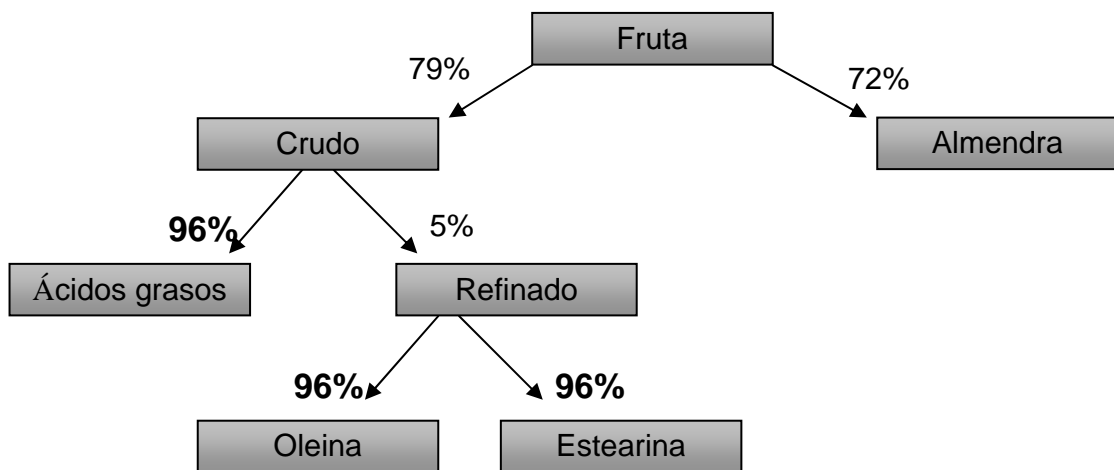 Fruta
79%
72%
Crudo
Almendra
96%
5%
Ácidos grasos
Refinado
96%
96%
Oleina
Estearina